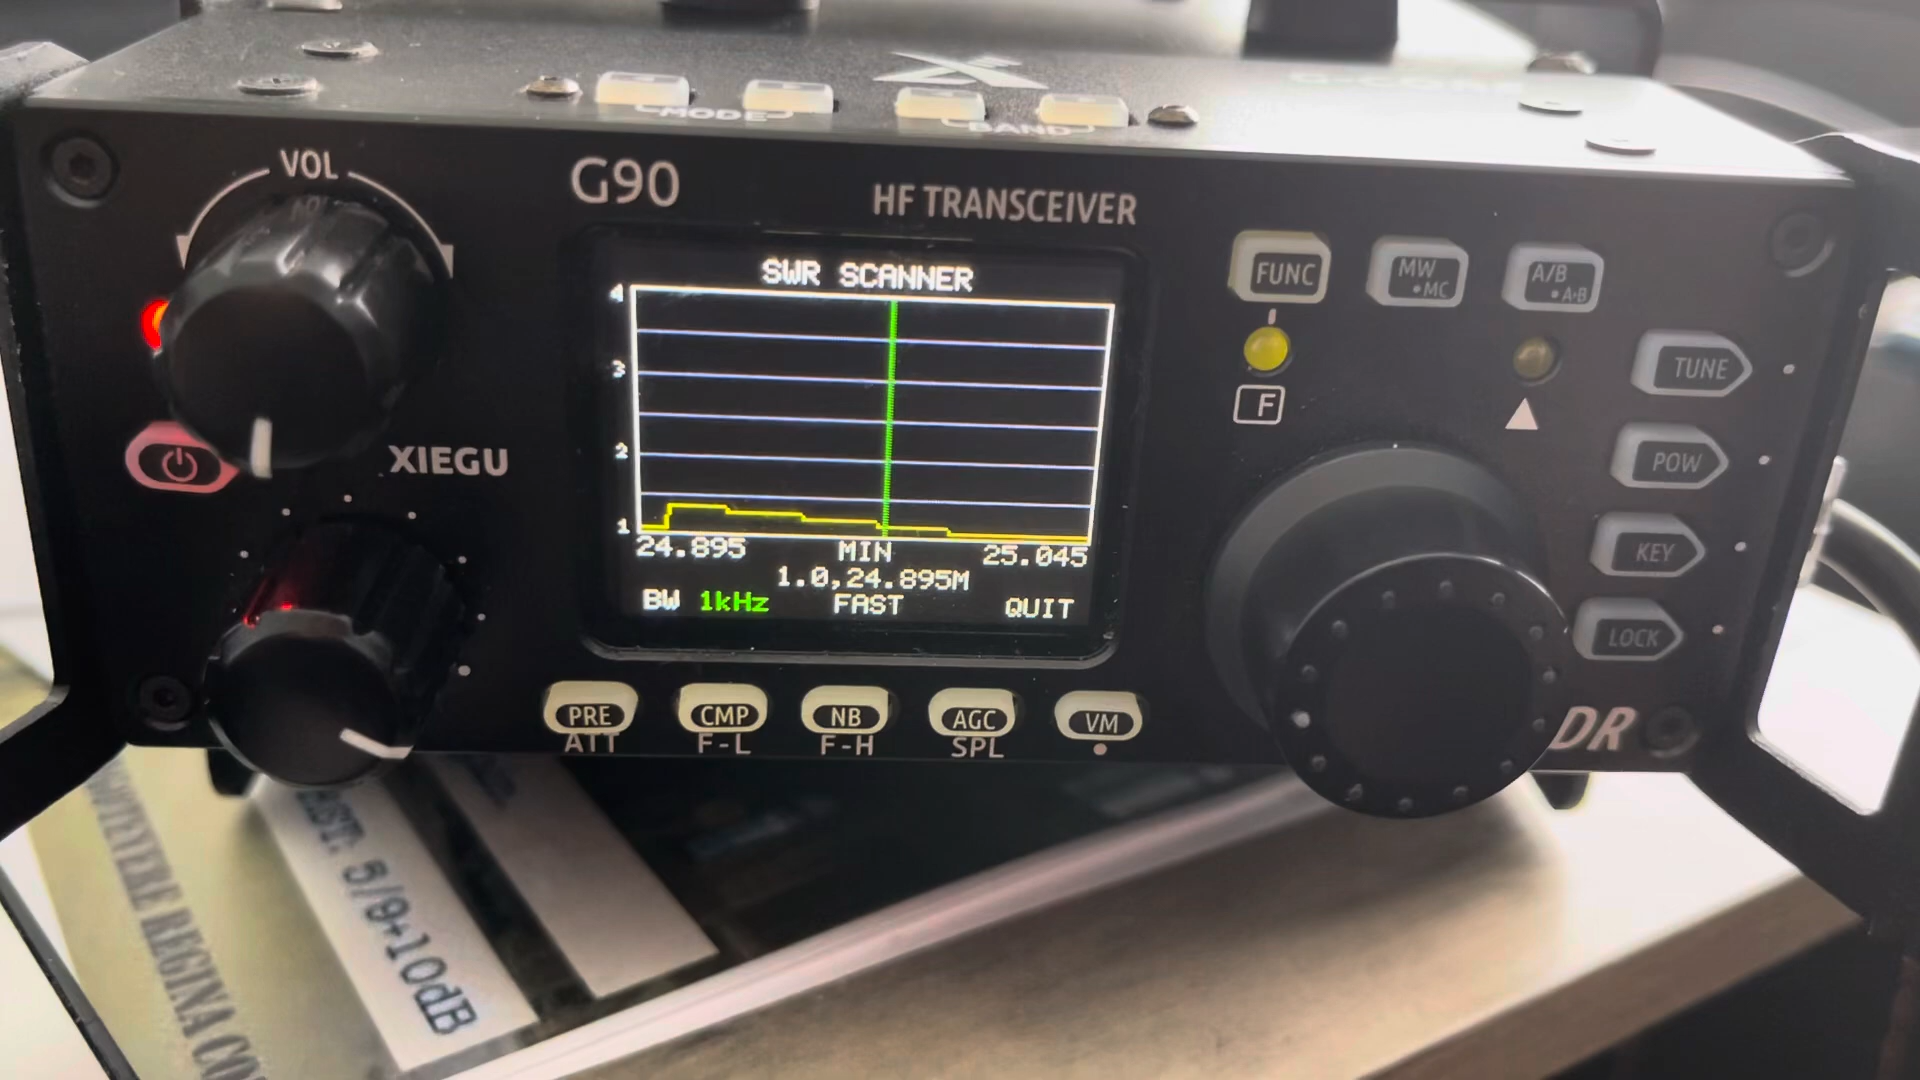 MODE
BAND
VOL
G90
HF TRANSCEIVER
SWR SCANNER
4
3
2
1
24.895
MIN
25.045
1.0,24.895M
BW 1kHz
FAST
QUIT
XIEGU
FUNC
MW
•MC
A/B
•A›B
F
TUNE
POW
KEY
LOCK
PRE
CMP
NB
AGC
VM
ATT
F-L
F-H
SPL
DR
5/9+10dB
REGINA